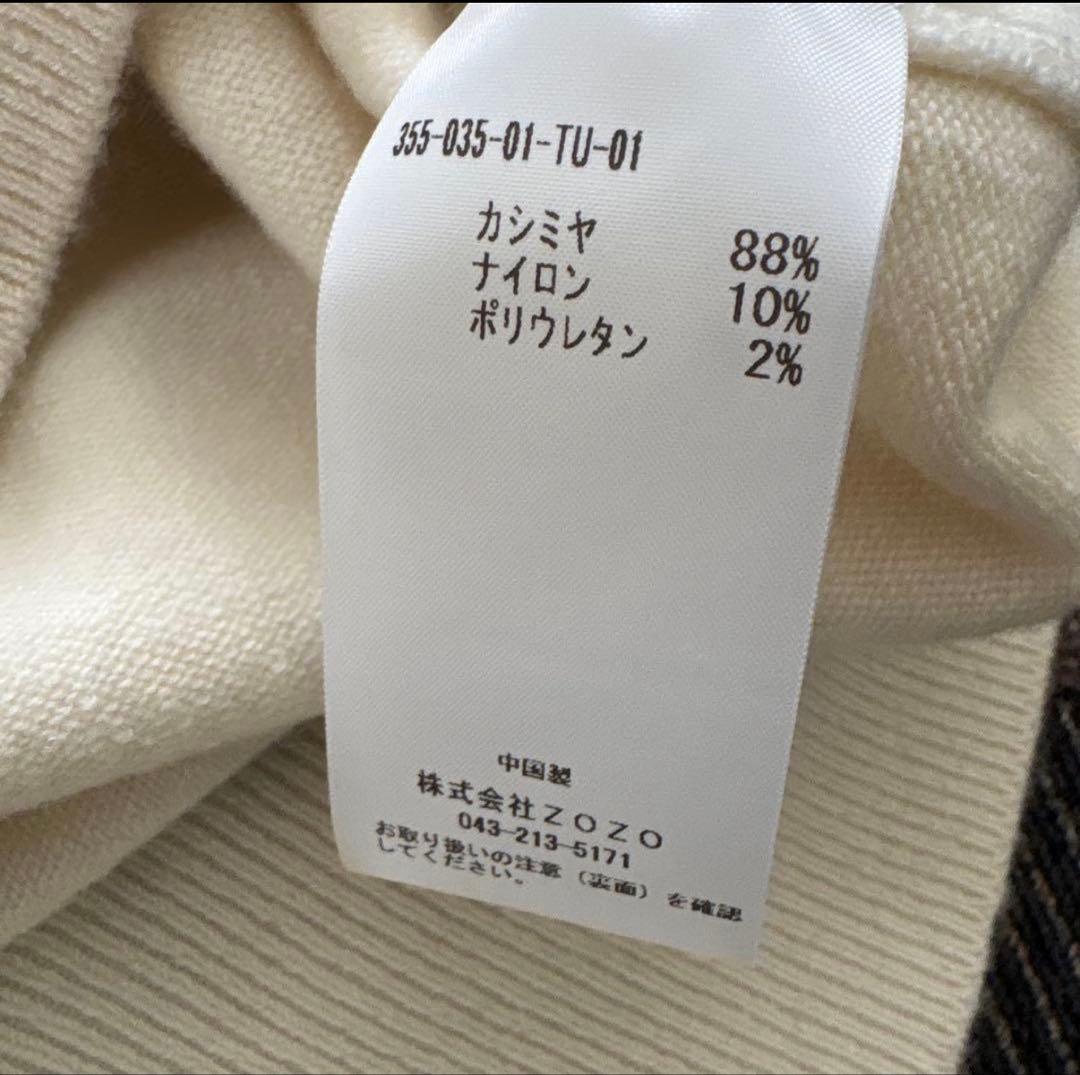 355-035-01-TU-01
カシミヤ 88%
ナイロン 10%
ポリウレタン 2%
中国製
株式会社ZOZO
043-213-5171
お取り扱いの注意(裏面)を確認
してください。